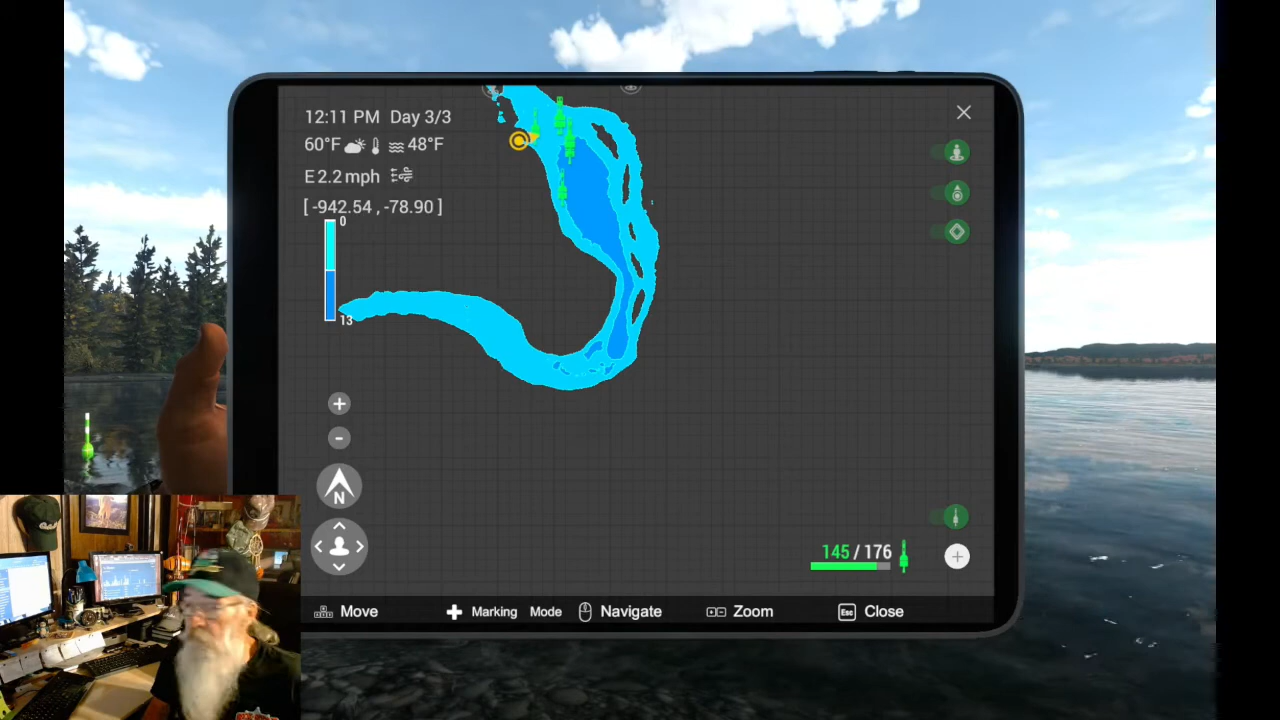 12:11 PM Day 3/3
60°F 48°F
E 2.2 mph
[ -942.54 , -78.90 ]
0
13
+
-
N
145 / 176
+
Move
Marking Mode
Navigate
Zoom
Esc Close